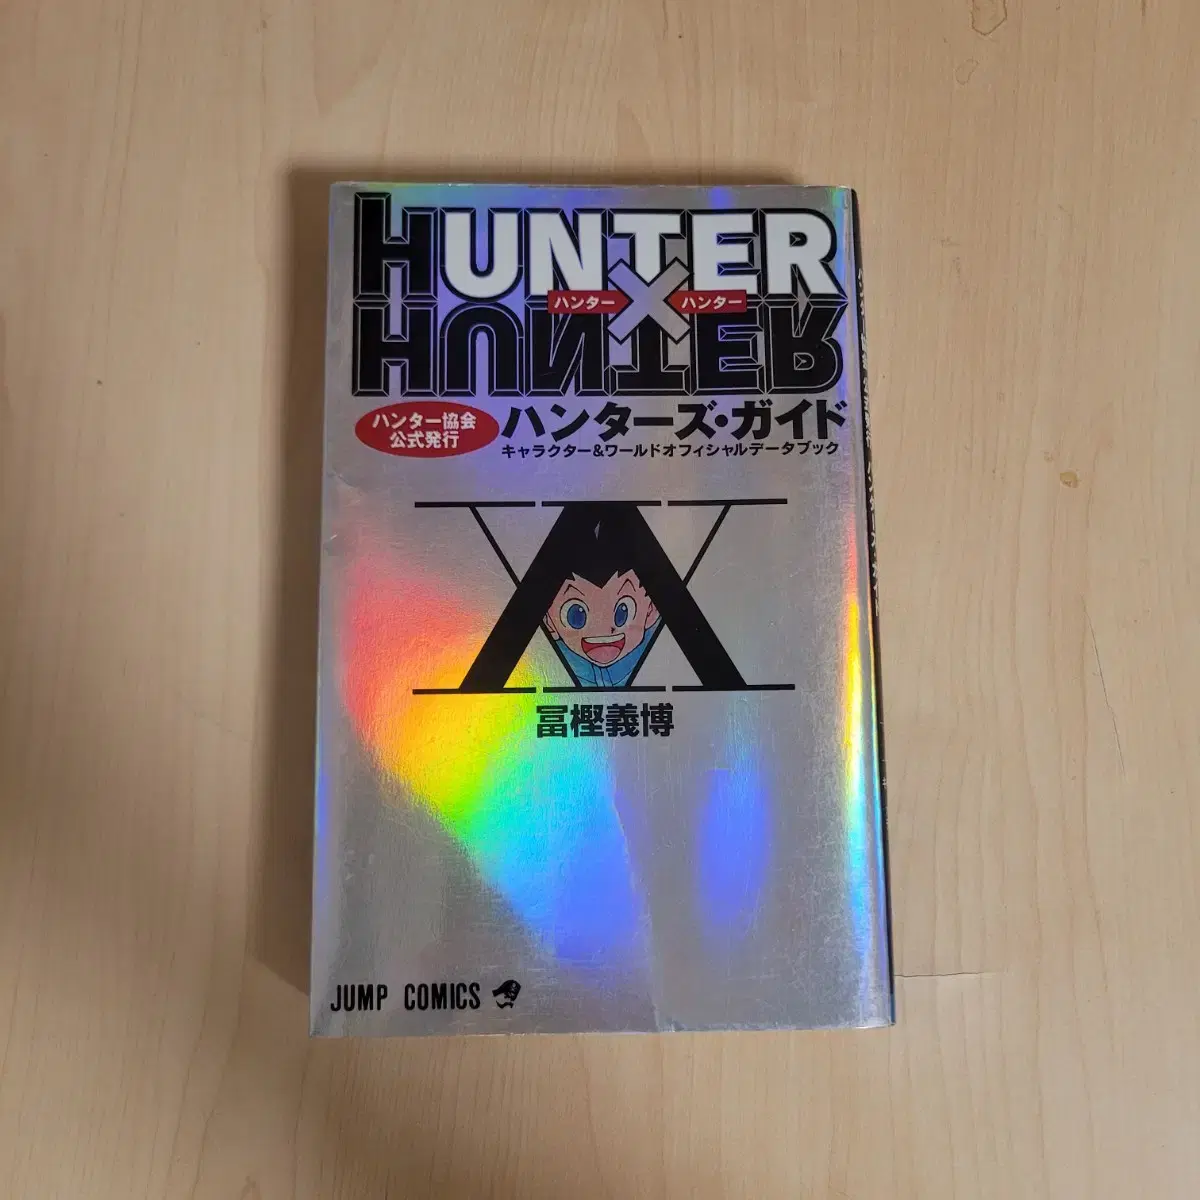 HUNTER
ハンター×ハンター
HUNTER
ハンター協会
公式発行
ハンターズ・ガイド
キャラクター&ワールドオフィシャルデータブック
冨樫義博
JUMP COMICS